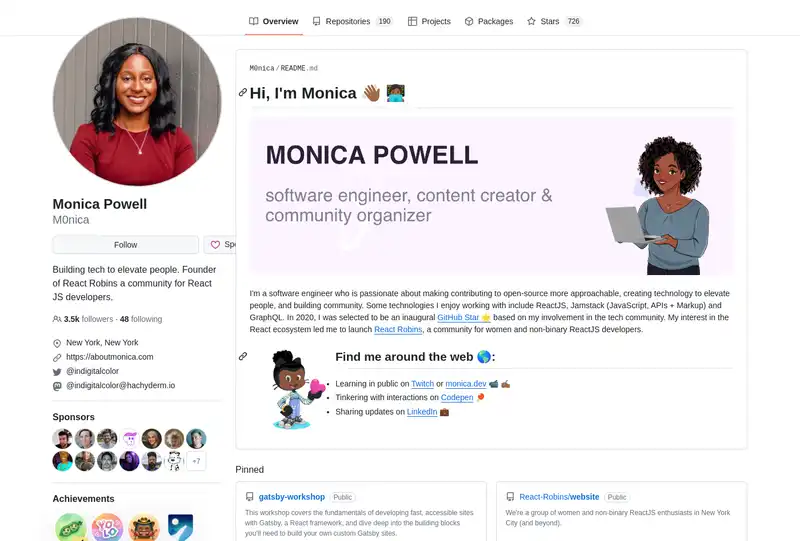 Overview
Repositories 190
Projects
Packages
Stars 726
Monica Powell
M0nica
Follow
Building tech to elevate people. Founder
of React Robins a community for React
JS developers.
3.5k followers · 48 following
New York, New York
https://aboutmonica.com
@indigitalcolor
@indigitalcolor@hachyderm.io
Sponsors
+7
Achievements
YOLO
M0nica/README.md
Hi, I'm Monica 👋🏾 👩🏾‍💻
MONICA POWELL
software engineer, content creator &
community organizer
I'm a software engineer who is passionate about making contributing to open-source more approachable, creating technology to elevate
people, and building community. Some technologies I enjoy working with include ReactJS, Jamstack (JavaScript, APIs + Markup) and
GraphQL. In 2020, I was selected to be an inaugural GitHub Star ⭐ based on my involvement in the tech community. My interest in the
React ecosystem led me to launch React Robins, a community for women and non-binary ReactJS developers.
Find me around the web 🌎:
• Learning in public on Twitch or monica.dev 📹 ✍🏾
• Tinkering with interactions on Codepen 🏓
• Sharing updates on LinkedIn 💼
Pinned
gatsby-workshop Public
This workshop covers the fundamentals of developing fast, accessible sites
with Gatsby, a React framework, and dive deep into the building blocks
you'll need to build your own custom Gatsby sites.
React-Robins/website Public
We're a group of women and non-binary ReactJS enthusiasts in New York
City (and beyond).